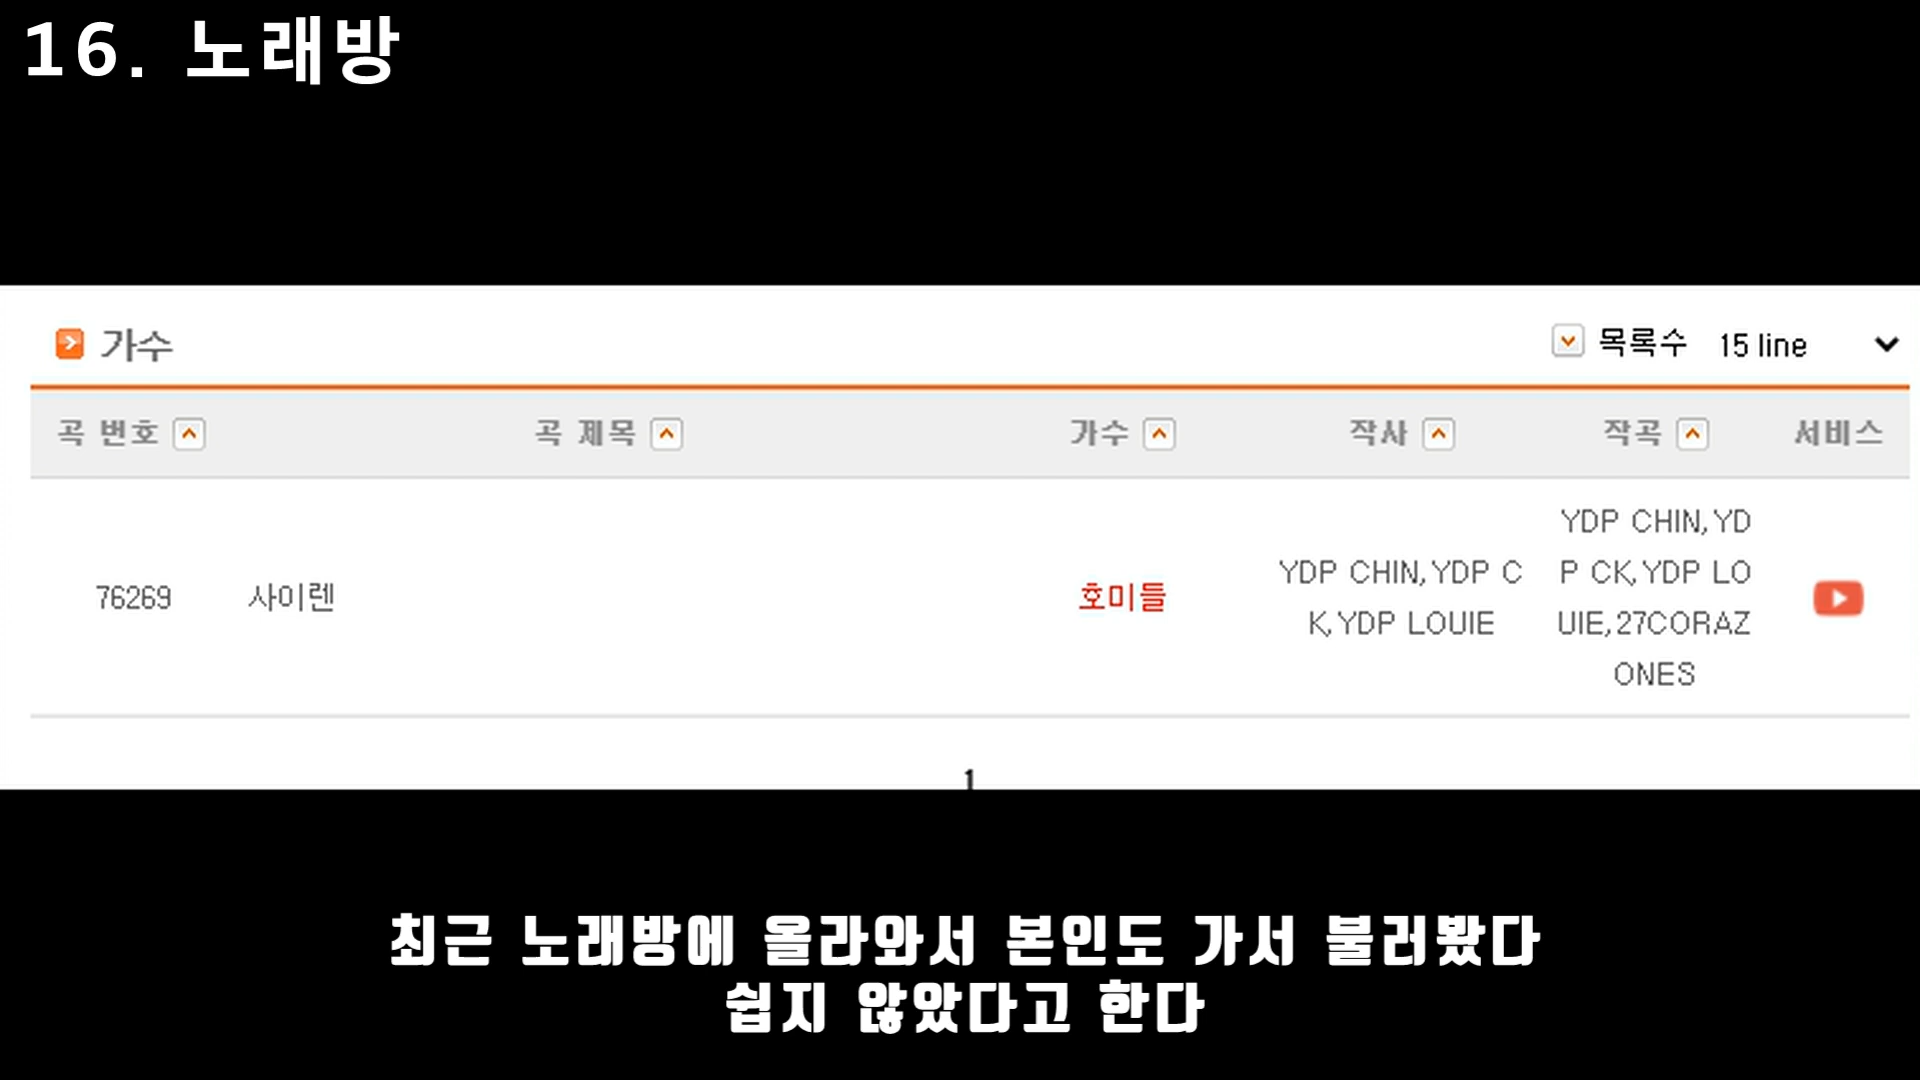 16. 노래방
가수
목록수 15 line
곡 번호 곡 제목 가수 작사 작곡 서비스
76269 사이렌 호미들
YDP CHIN,YDP C
K,YDP LOUIE
YDP CHIN,YD
P CK,YDP LO
UIE,27CORAZ
ONES
1
최근 노래방에 올라와서 본인도 가서 불러봤다
쉽지 않았다고 한다